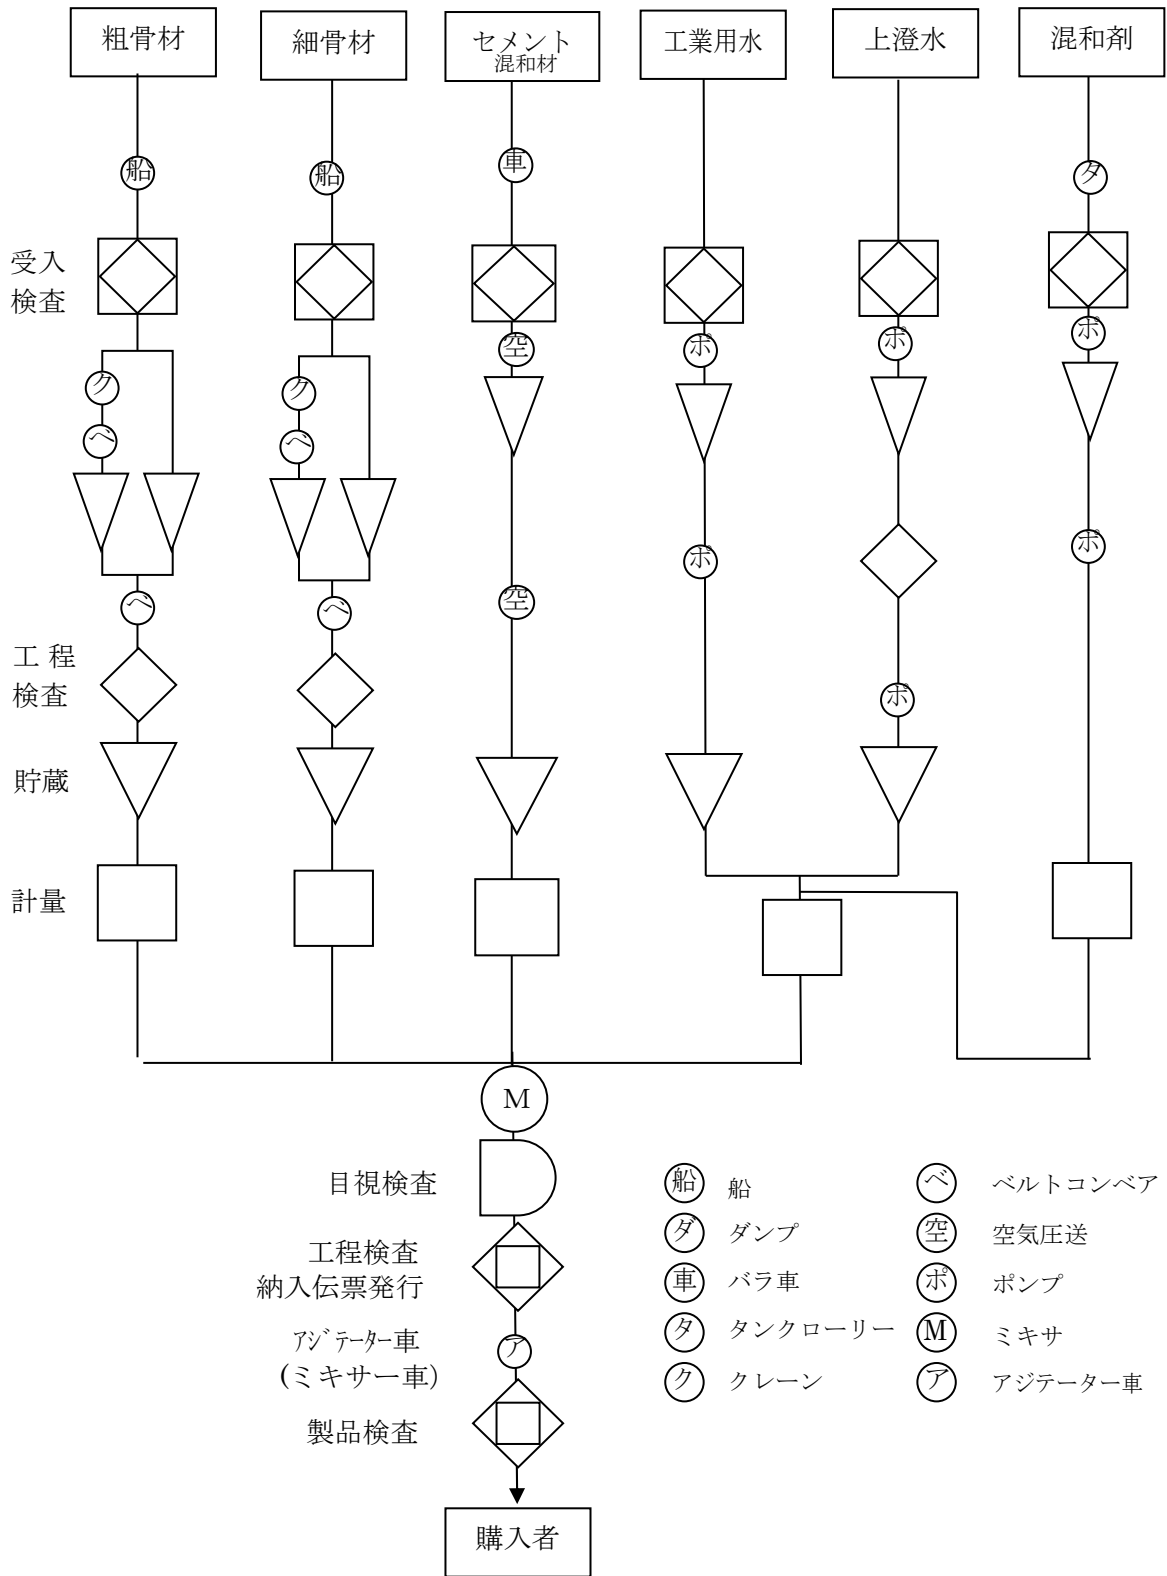 粗骨材
細骨材
セメント
混和材
工業用水
上澄水
混和剤
船
船
車
タ
受入
検査
空
ポ
ポ
ポ
ク
ク
ベ
ベ
ポ
ポ
ベ
ベ
空
工程
検査
ポ
貯蔵
計量
M
目視検査
工程検査
納入伝票発行
ア
アジテーター車
(ミキサー車)
製品検査
購入者
船 船
ダ ダンプ
車 バラ車
タ タンクローリー
ク クレーン
ベ ベルトコンベア
空 空気圧送
ポ ポンプ
M ミキサ
ア アジテーター車